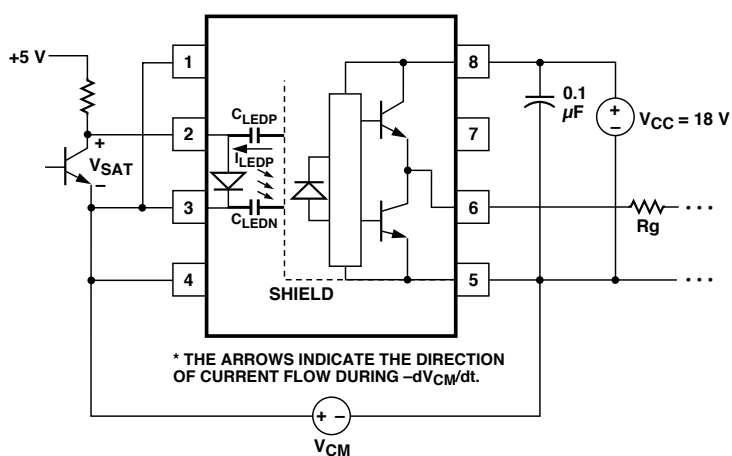 +5 V
1
8
0.1
µF
C_LEDP
+
V_CC = 18 V
–
2
7
+
V_SAT
–
I_LEDP
3
6
C_LEDN
Rg
4
5
SHIELD
* THE ARROWS INDICATE THE DIRECTION
OF CURRENT FLOW DURING –dV_CM/dt.
+ –
V_CM